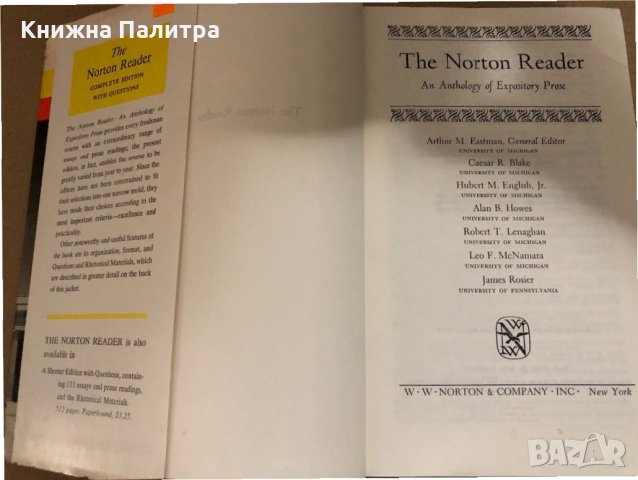 Книжна Палитра
The
Norton Reader
COMPLETE EDITION
WITH QUESTIONS
The Norton Reader: An Anthology of
Expository Prose provides every freshman
course with an extraordinary range of
essays and prose readings; the present
edition, in fact, enables the course to be
greatly varied from year to year. Since the
editors have not been constrained to fit
their selections into one narrow mold, they
have made their choices according to the
most important criteria—excellence and
practicality.
Other noteworthy and useful features of
the book are its organization, format, and
Questions and Rhetorical Materials, which
are described in greater detail on the back
of this jacket.
THE NORTON READER is also
available in
A Shorter Edition with Questions, contain-
ing 111 essays and prose readings,
and the Rhetorical Materials.
512 pages. Paperbound, $3.25.
The Norton Reader
The Norton Reader
An Anthology of Expository Prose
Arthur M. Eastman, General Editor
UNIVERSITY OF MICHIGAN
Caesar R. Blake
UNIVERSITY OF MICHIGAN
Hubert M. English, Jr.
UNIVERSITY OF MICHIGAN
Alan B. Howes
UNIVERSITY OF MICHIGAN
Robert T. Lenaghan
UNIVERSITY OF MICHIGAN
Leo F. McNamara
UNIVERSITY OF MICHIGAN
James Rosier
UNIVERSITY OF PENNSYLVANIA
W · W · NORTON & COMPANY · INC · New York
BAZAR